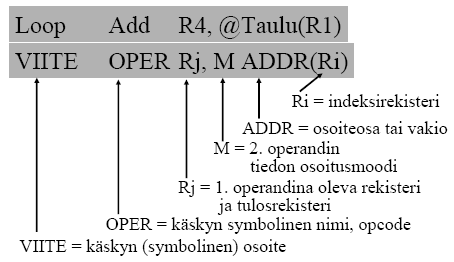 Loop Add R4, @Taulu(R1)
VIITE OPER Rj, M ADDR(Ri)
Ri = indeksirekisteri
ADDR = osoiteosa tai vakio
M = 2. operandin
tiedon osoitusmoodi
Rj = 1. operandina oleva rekisteri
ja tulosrekisteri
OPER = käskyn symbolinen nimi, opcode
VIITE = käskyn (symbolinen) osoite